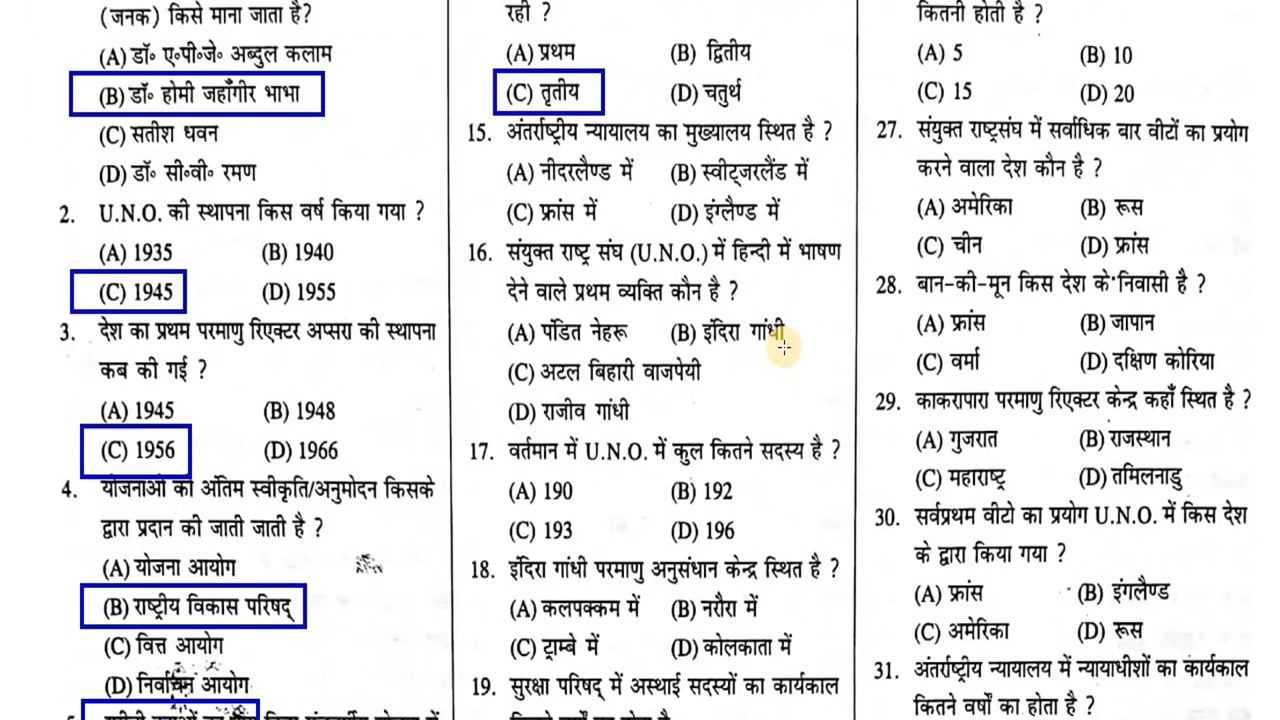 (जनक) किसे माना जाता है?
(A) डॉ॰ ए॰पी॰जे॰ अब्दुल कलाम
(B) डॉ॰ होमी जहाँगीर भाभा
(C) सतीश धवन
(D) डॉ॰ सी॰वी॰ रमण
2. U.N.O. की स्थापना किस वर्ष किया गया ?
(A) 1935 (B) 1940
(C) 1945 (D) 1955
3. देश का प्रथम परमाणु रिएक्टर अप्सरा की स्थापना
कब की गई ?
(A) 1945 (B) 1948
(C) 1956 (D) 1966
4. योजनाओं की अंतिम स्वीकृति/अनुमोदन किसके
द्वारा प्रदान की जाती जाती है ?
(A) योजना आयोग
(B) राष्ट्रीय विकास परिषद्
(C) वित्त आयोग
(D) निर्वाचन आयोग
रही ?
(A) प्रथम (B) द्वितीय
(C) तृतीय (D) चतुर्थ
15. अंतर्राष्ट्रीय न्यायालय का मुख्यालय स्थित है ?
(A) नीदरलैण्ड में (B) स्वीट्जरलैंड में
(C) फ्रांस में (D) इंग्लैण्ड में
16. संयुक्त राष्ट्र संघ (U.N.O.) में हिन्दी में भाषण
देने वाले प्रथम व्यक्ति कौन है ?
(A) पंडित नेहरू (B) इंदिरा गांधी
(C) अटल बिहारी वाजपेयी
(D) राजीव गांधी
17. वर्तमान में U.N.O. में कुल कितने सदस्य है ?
(A) 190 (B) 192
(C) 193 (D) 196
18. इंदिरा गांधी परमाणु अनुसंधान केन्द्र स्थित है ?
(A) कलपक्कम में (B) नरौरा में
(C) ट्राम्बे में (D) कोलकाता में
19. सुरक्षा परिषद् में अस्थाई सदस्यों का कार्यकाल
कितनी होती है ?
(A) 5 (B) 10
(C) 15 (D) 20
27. संयुक्त राष्ट्रसंघ में सर्वाधिक बार वीटों का प्रयोग
करने वाला देश कौन है ?
(A) अमेरिका (B) रूस
(C) चीन (D) फ्रांस
28. बान-की-मून किस देश के निवासी है ?
(A) फ्रांस (B) जापान
(C) वर्मा (D) दक्षिण कोरिया
29. काकरापारा परमाणु रिएक्टर केन्द्र कहाँ स्थित है ?
(A) गुजरात (B) राजस्थान
(C) महाराष्ट्र (D) तमिलनाडु
30. सर्वप्रथम वीटो का प्रयोग U.N.O. में किस देश
के द्वारा किया गया ?
(A) फ्रांस (B) इंगलैण्ड
(C) अमेरिका (D) रूस
31. अंतर्राष्ट्रीय न्यायालय में न्यायाधीशों का कार्यकाल
कितने वर्षों का होता है ?